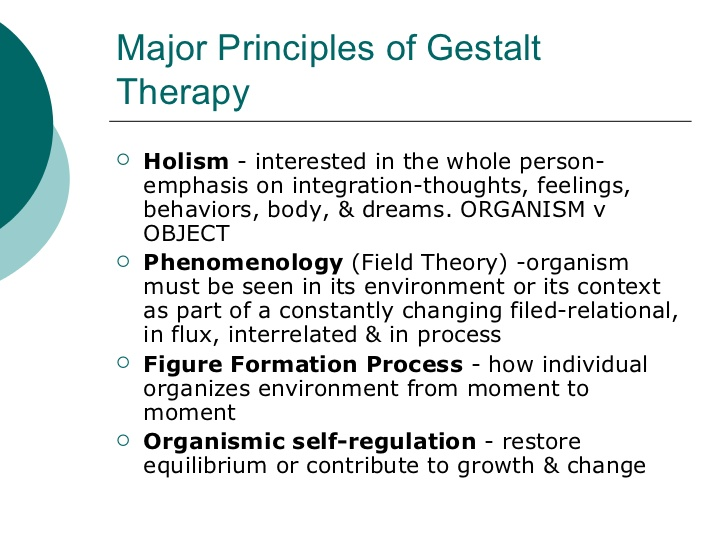 Major Principles of Gestalt
Therapy
Holism - interested in the whole person-
emphasis on integration-thoughts, feelings,
behaviors, body, & dreams. ORGANISM v
OBJECT
Phenomenology (Field Theory) -organism
must be seen in its environment or its context
as part of a constantly changing filed-relational,
in flux, interrelated & in process
Figure Formation Process - how individual
organizes environment from moment to
moment
Organismic self-regulation - restore
equilibrium or contribute to growth & change